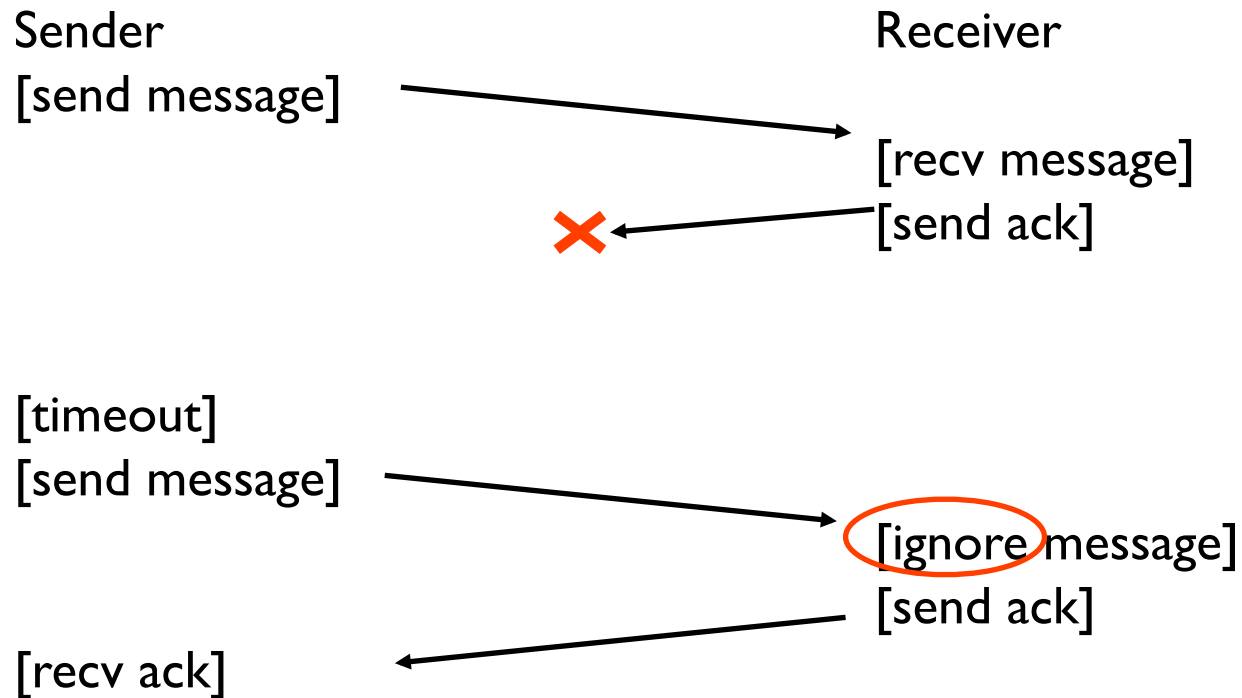 Sender
Receiver
[send message]
[recv message]
[send ack]
[timeout]
[send message]
[ignore message]
[send ack]
[recv ack]